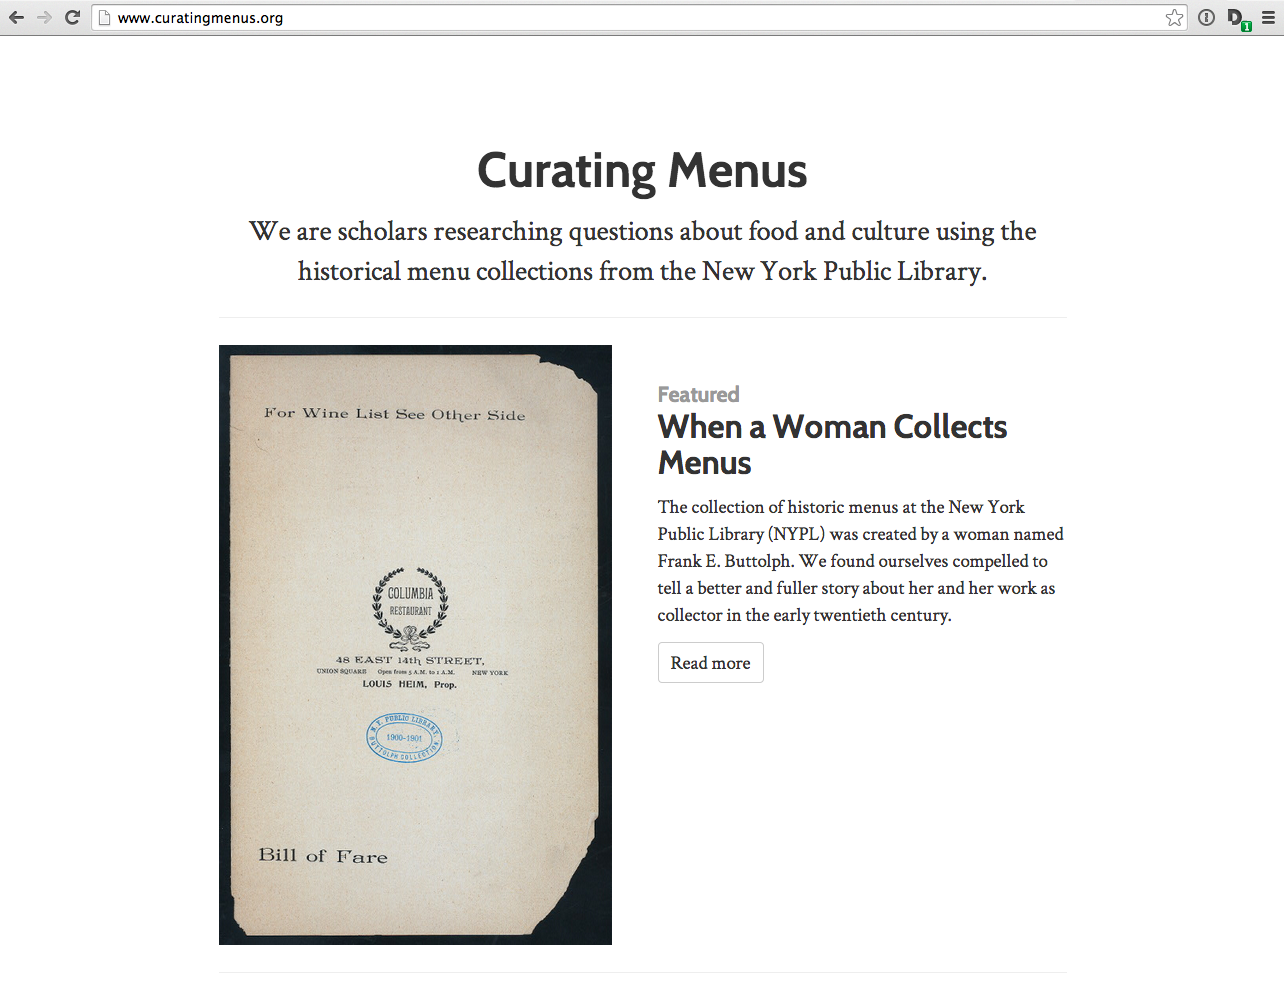 www.curatingmenus.org
Curating Menus
We are scholars researching questions about food and culture using the
historical menu collections from the New York Public Library.
For Wine List See Other Side
COLUMBIA
RESTAURANT
48 EAST 14th STREET,
UNION SQUARE Open from 5 A.M. to 1 A.M. NEW YORK
LOUIS HEIM, Prop.
N.Y. PUBLIC LIBRARY,
1900-1901
BUTTOLPH COLLECTION
Bill of Fare
Featured
When a Woman Collects
Menus
The collection of historic menus at the New York
Public Library (NYPL) was created by a woman named
Frank E. Buttolph. We found ourselves compelled to
tell a better and fuller story about her and her work as
collector in the early twentieth century.
Read more